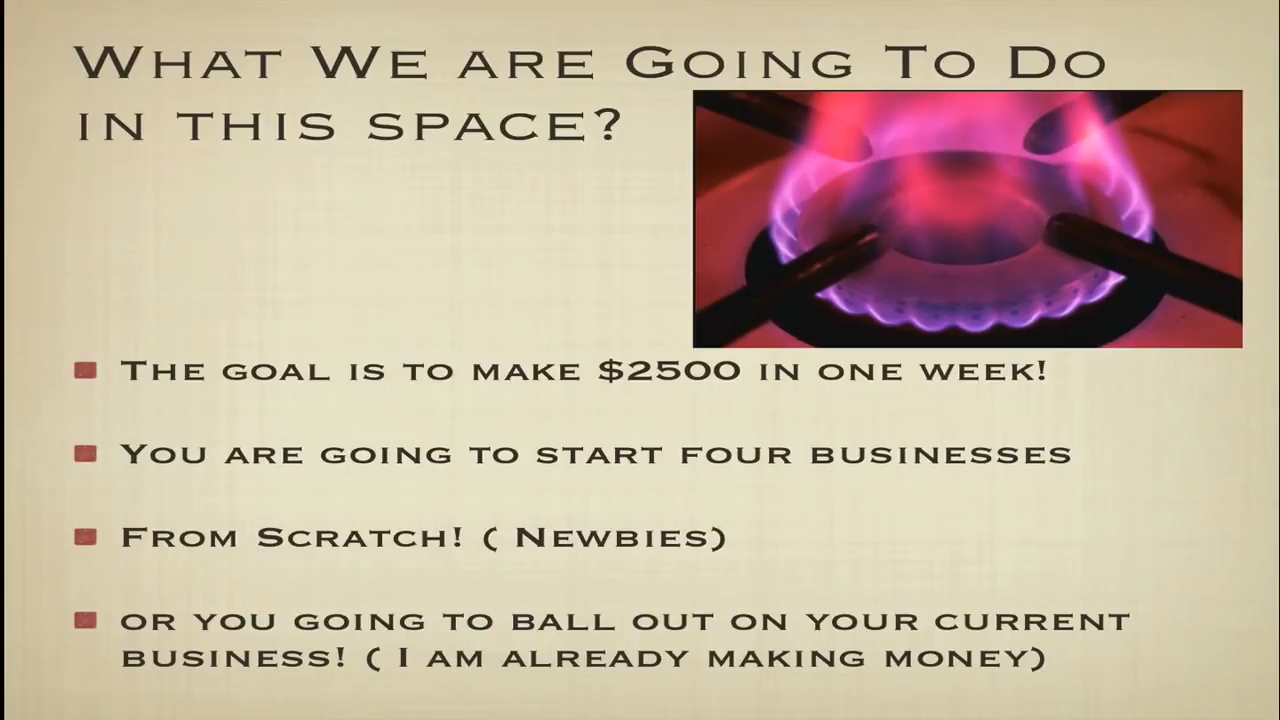 What We are Going To Do
in this space?
The goal is to make $2500 in one week!
You are going to start four businesses
From Scratch! ( Newbies)
or you going to ball out on your current
business! ( I am already making money)